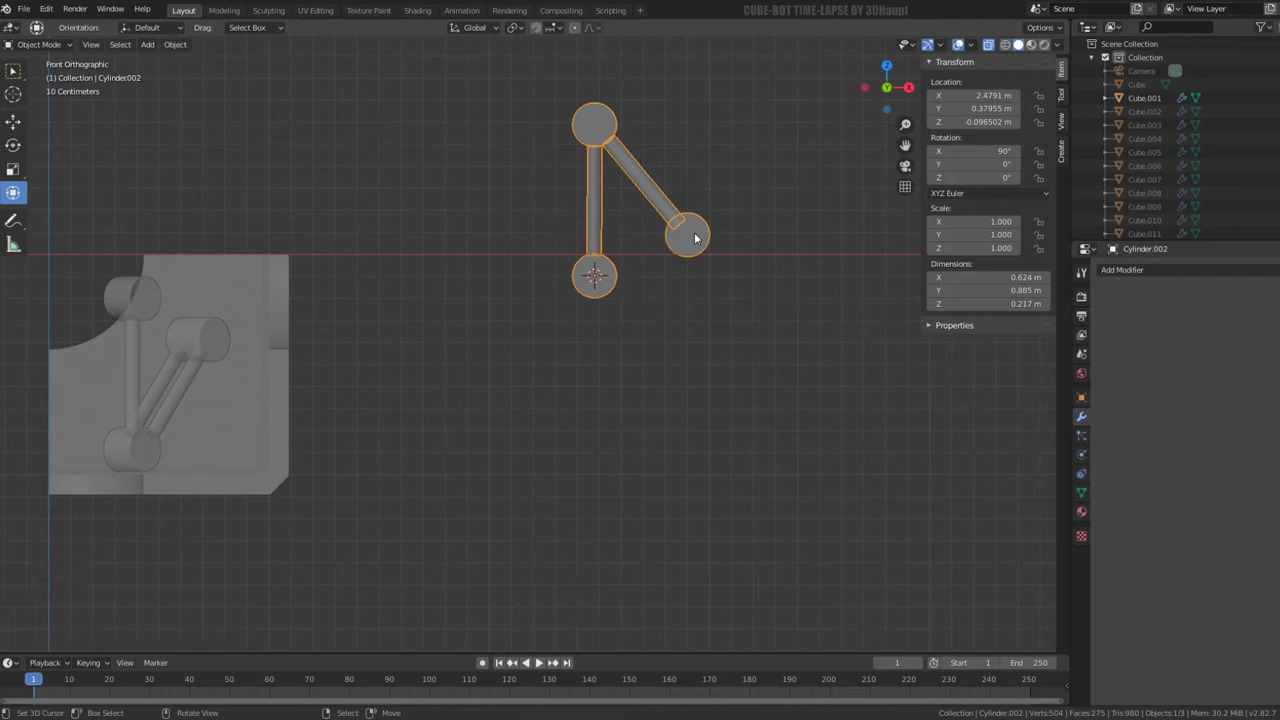 File Edit Render Window Help Layout Modeling Sculpting UV Editing Texture Paint Shading Animation Rendering Compositing Scripting + CUBE-BOT TIME-LAPSE BY 3DHaupt Scene View Layer
Orientation: Default Drag: Select Box Global Options
Object Mode View Select Add Object
Front Orthographic
(1) Collection | Cylinder002
10 Centimeters
Z
X
Y
Transform
Location:
X 2.4791 m
Y 0.37955 m
Z -0.096502 m
Rotation:
X 90°
Y 0°
Z 0°
XYZ Euler
Scale:
X 1.000
Y 1.000
Z 1.000
Dimensions:
X 0.624 m
Y 0.885 m
Z 0.217 m
Properties
Item
Tool
View
Create
Scene Collection
Collection
Camera
Cube
Cube.001
Cube.002
Cube.003
Cube.004
Cube.005
Cube.006
Cube.007
Cube.008
Cube.009
Cube.010
Cube.011
Cylinder.002
Add Modifier
Playback Keying View Marker 1 Start 1 End 250
1 10 20 30 40 50 60 70 80 90 100 110 120 130 140 150 160 170 180 190 200 210 220 230 240 250
Set 3D Cursor Box Select Rotate View Select Move Collection | Cylinder.002 | Verts:504 | Faces:275 | Tris:980 | Objects:1/3 | Mem: 30.2 MiB | v2.82.7